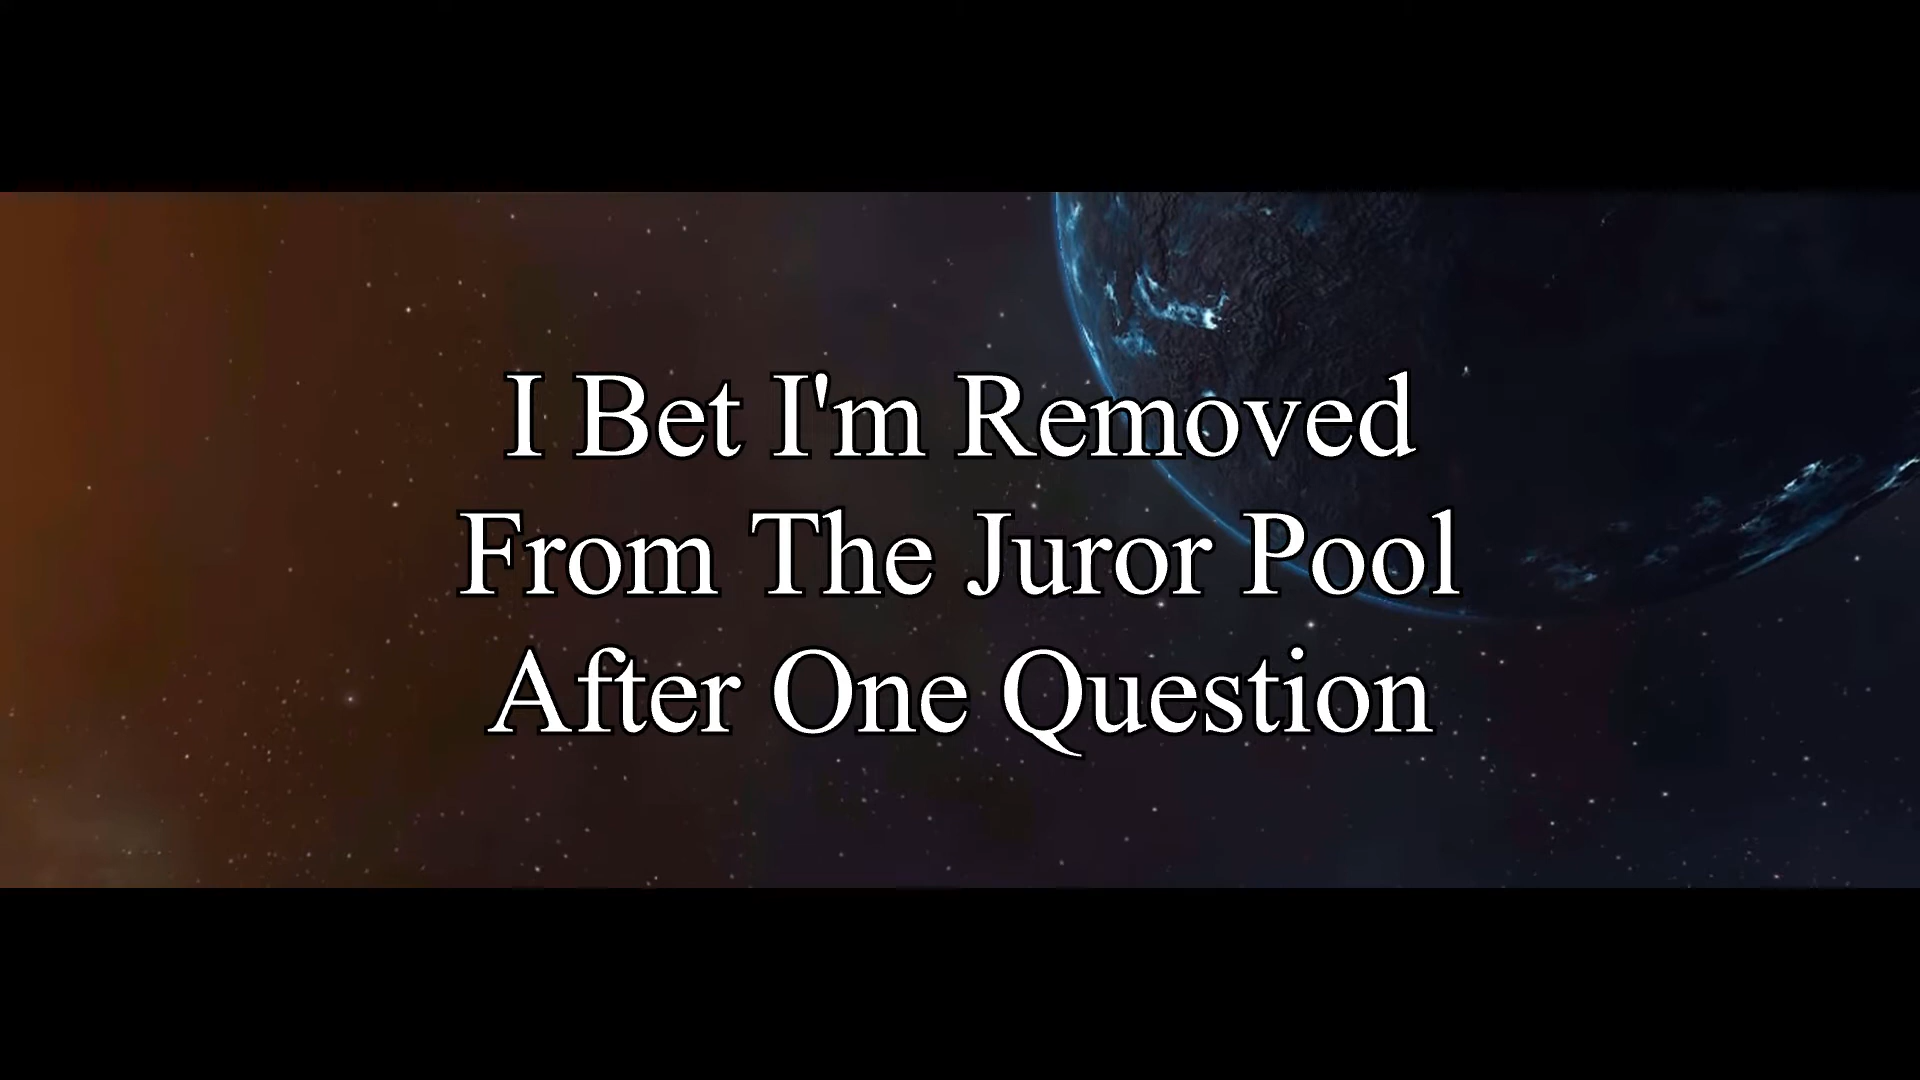 I Bet I'm Removed
From The Juror Pool
After One Question